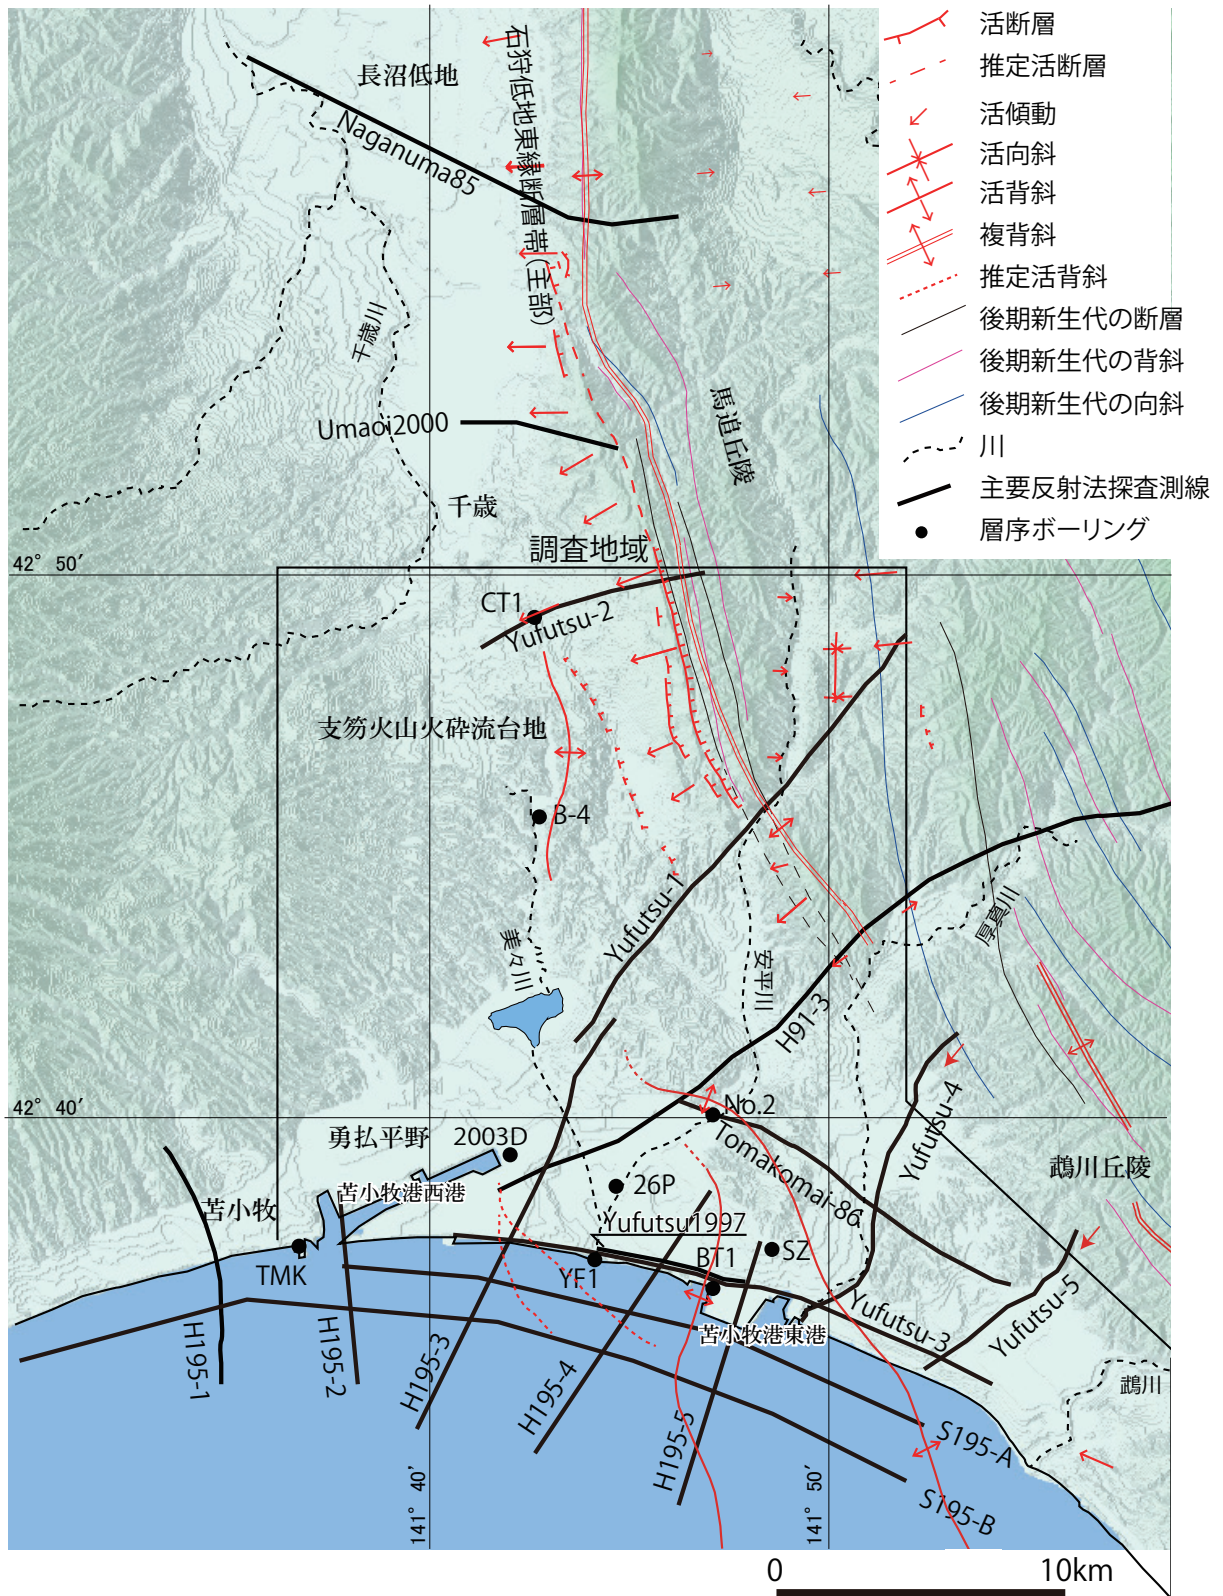 活断層
推定活断層
活傾動
活向斜
活背斜
複背斜
推定活背斜
後期新生代の断層
後期新生代の背斜
後期新生代の向斜
川
主要反射法探査測線
層序ボーリング
長沼低地
石狩低地東縁断層帯(主部)
Naganuma85
千歳川
馬追丘陵
Umaoi2000
千歳
調査地域
42° 50′
CT1
Yufutsu-2
支笏火山火砕流台地
B-4
Yufutsu-1
美々川
安平川
厚真川
H91-3
42° 40′
No.2
Yufutsu-4
勇払平野
2003D
Tomakomai-86
鵡川丘陵
苫小牧港西港
苫小牧
26P
Yufutsu1997
BT1
SZ
TMK
YF1
Yufutsu-3
Yufutsu-5
苫小牧港東港
鵡川
H195-1
H195-2
H195-3
H195-4
H195-5
S195-A
S195-B
141° 40′
141° 50′
0
10km